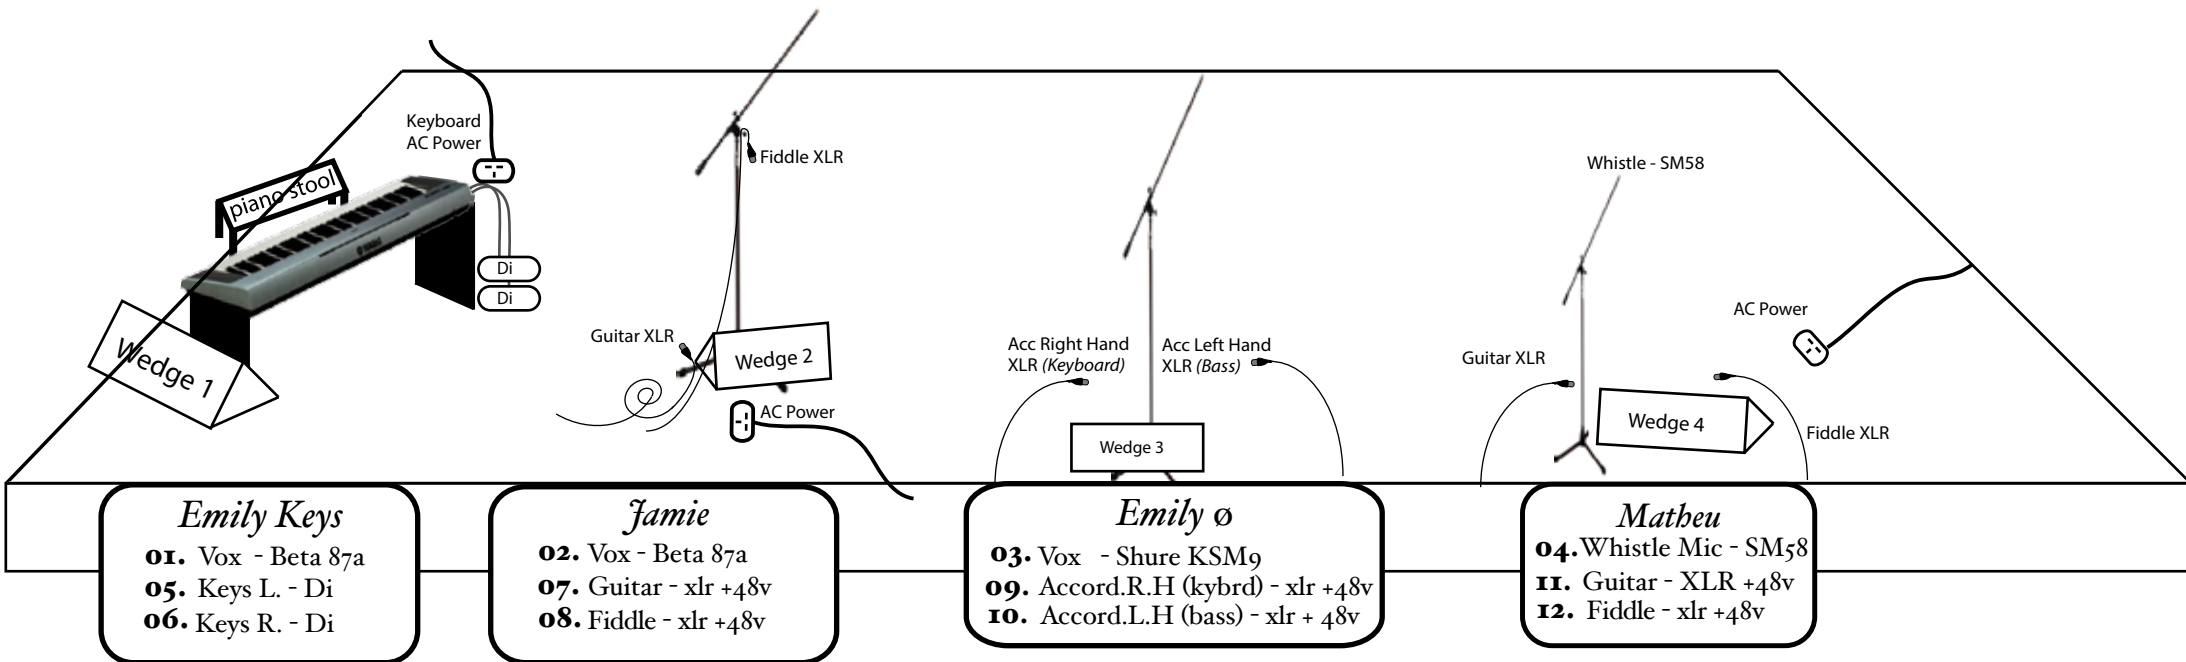 Keyboard
AC Power
piano stool
Di
Di
Wedge 1
Fiddle XLR
Guitar XLR
Wedge 2
AC Power
Acc Right Hand
XLR (Keyboard)
Acc Left Hand
XLR (Bass)
Wedge 3
Whistle - SM58
Guitar XLR
Wedge 4
AC Power
Fiddle XLR
Emily Keys
01. Vox - Beta 87a
05. Keys L. - Di
06. Keys R. - Di
Jamie
02. Vox - Beta 87a
07. Guitar - xlr +48v
08. Fiddle - xlr +48v
Emily ø
03. Vox - Shure KSM9
09. Accord.R.H (kybrd) - xlr +48v
10. Accord.L.H (bass) - xlr + 48v
Matheu
04. Whistle Mic - SM58
11. Guitar - XLR +48v
12. Fiddle - xlr +48v